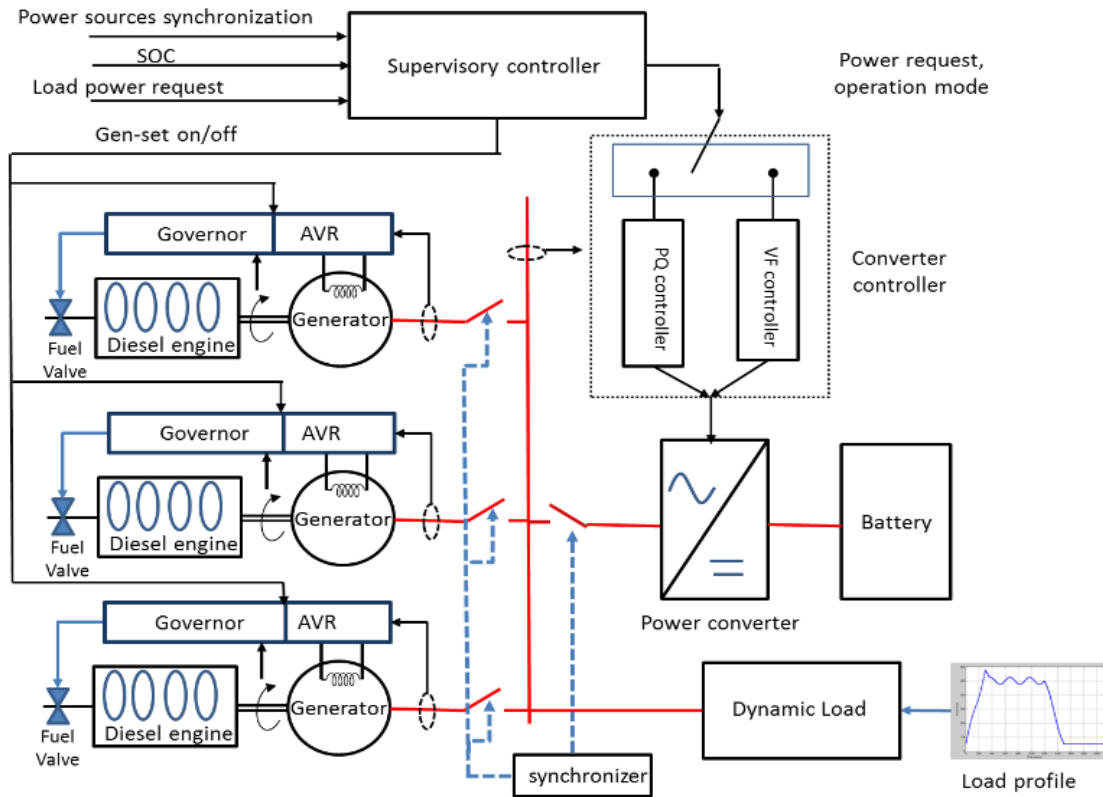 Power sources synchronization
SOC
Load power request
Supervisory controller
Power request,
operation mode
Gen-set on/off
Governor
AVR
Diesel engine
Generator
Fuel
Valve
PQ controller
VF controller
Converter
controller
Governor
AVR
Diesel engine
Generator
Fuel
Valve
Battery
Power converter
Governor
AVR
Diesel engine
Generator
Fuel
Valve
Dynamic Load
synchronizer
Load profile